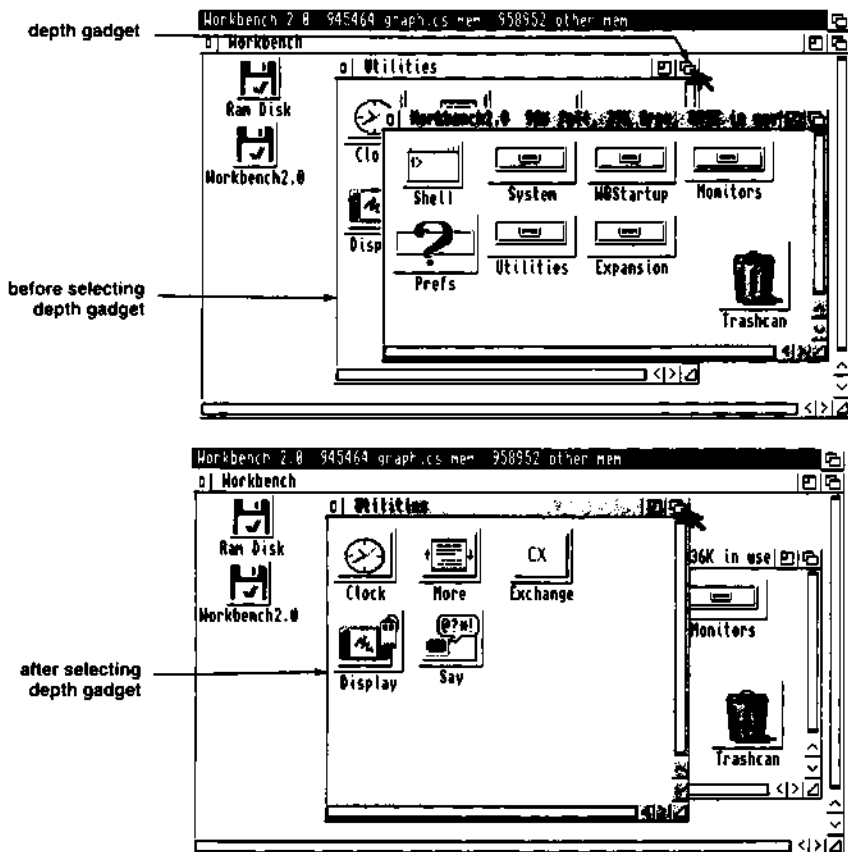 depth gadget
Workbench 2.0 945464 graph.cs mem 958952 other mem
Workbench
Utilities
Ram Disk
Workbench2.0
Clo
Disp
Workbench2.0 in
Shell
System
WBStartup
Monitors
Prefs
Utilities
Expansion
Trashcan
before selecting
depth gadget
Workbench 2.0 945464 graph.cs mem 958952 other mem
Workbench
Utilities
Ram Disk
Workbench2.0
Clock
More
CX
Exchange
36K in use
Monitors
@?*!
Display
Say
Trashcan
after selecting
depth gadget